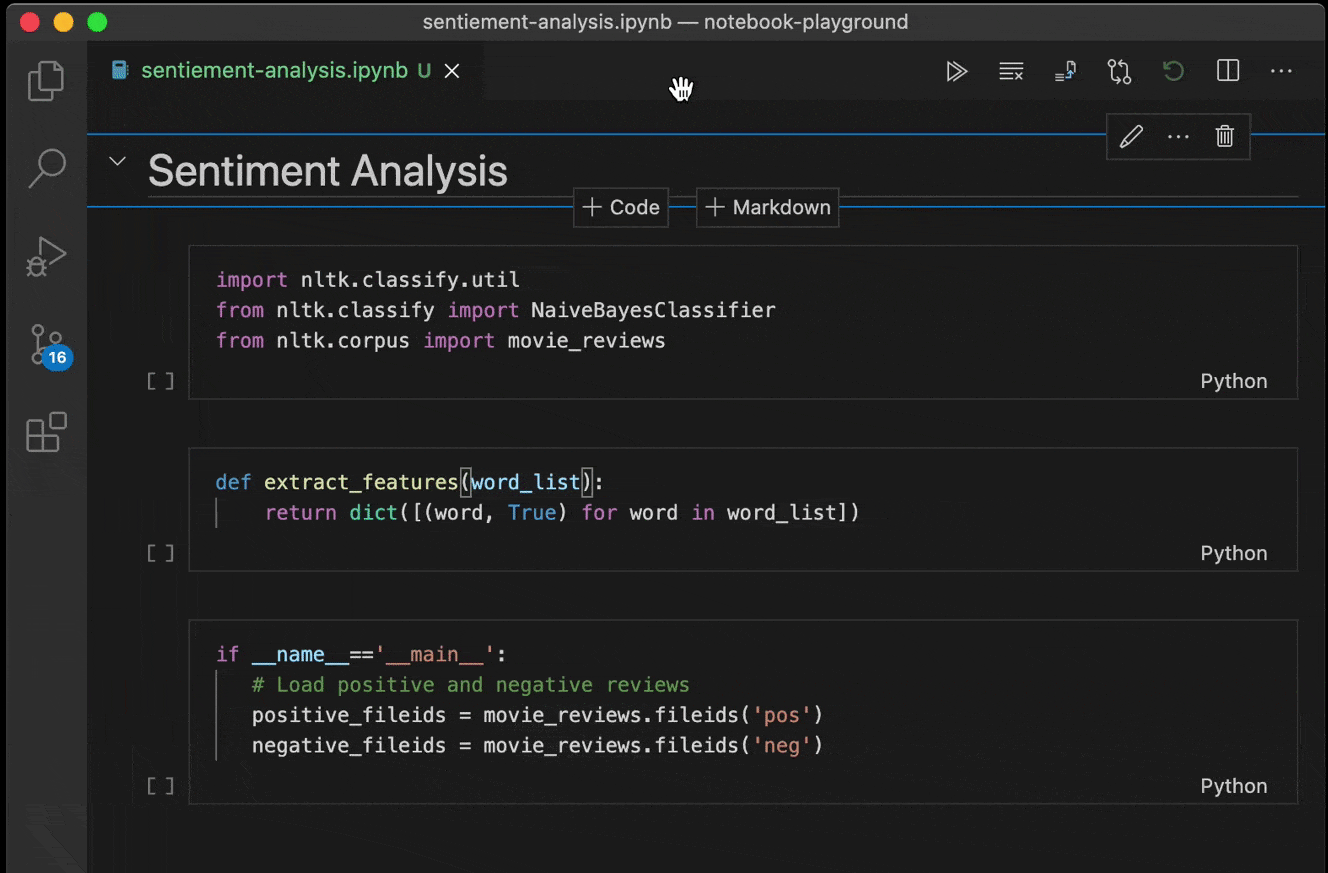 sentiement-analysis.ipynb — notebook-playground
sentiement-analysis.ipynb U
Sentiment Analysis
+ Code + Markdown
import nltk.classify.util
from nltk.classify import NaiveBayesClassifier
from nltk.corpus import movie_reviews
[ ] Python
16
def extract_features(word_list):
    return dict([(word, True) for word in word_list])
[ ] Python
if __name__=='__main__':
   # Load positive and negative reviews
   positive_fileids = movie_reviews.fileids('pos')
   negative_fileids = movie_reviews.fileids('neg')
[ ] Python